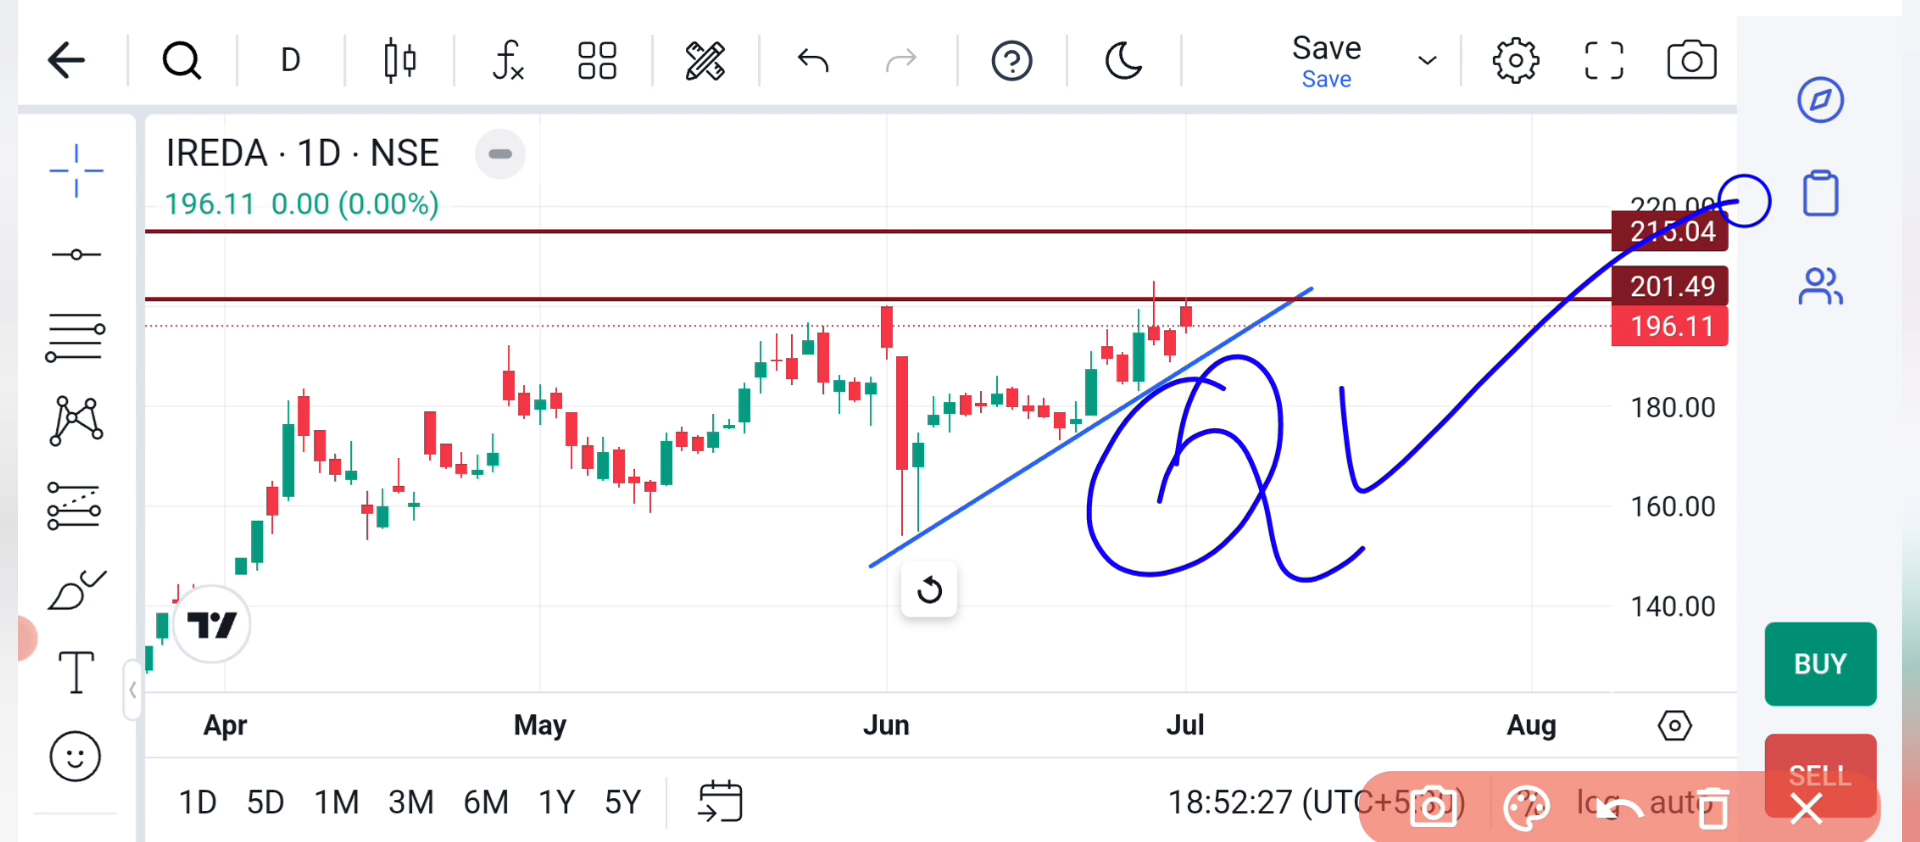 D
Save
Save
IREDA · 1D · NSE
196.11 0.00 (0.00%)
220.00
215.04
201.49
196.11
180.00
160.00
140.00
T
BUY
SELL
Apr May Jun Jul Aug
1D 5D 1M 3M 6M 1Y 5Y
18:52:27 (UTC+5:30) % log auto